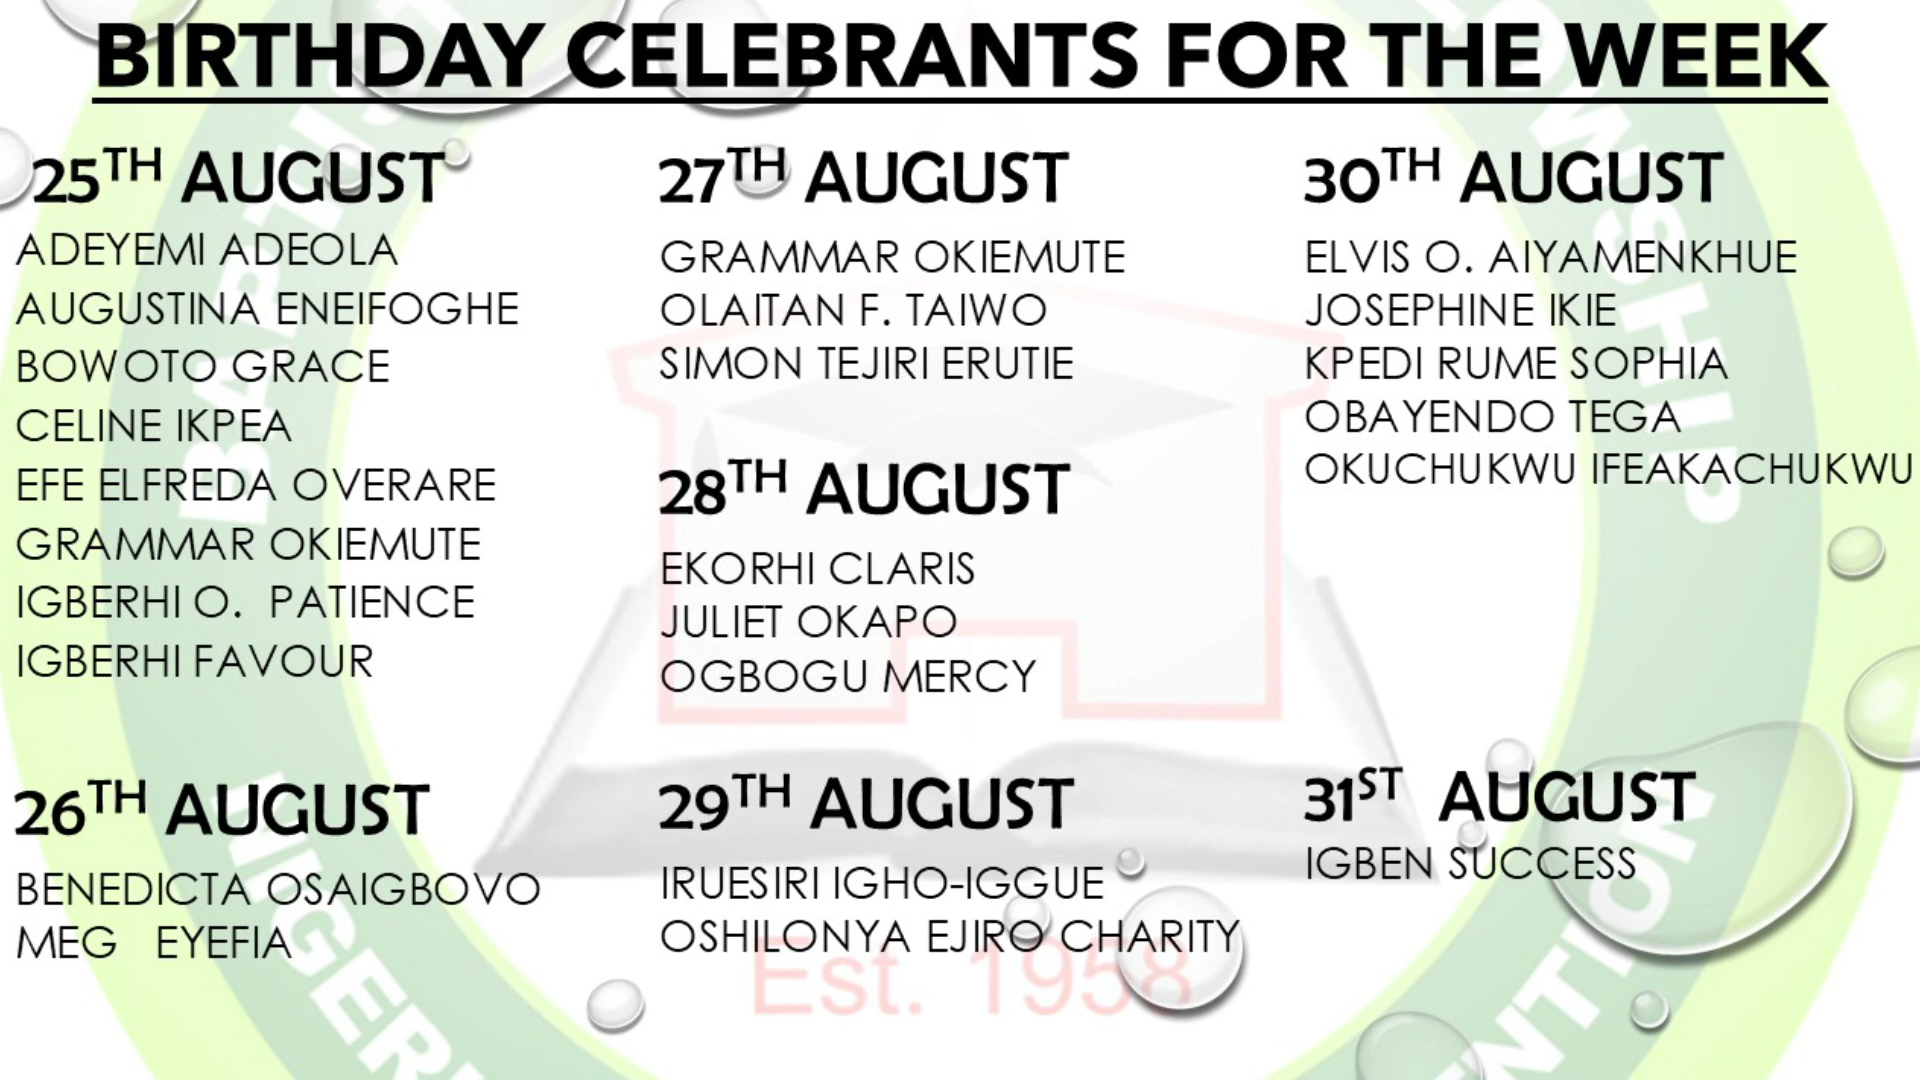 BIRTHDAY CELEBRANTS FOR THE WEEK
25TH AUGUST
ADEYEMI ADEOLA
AUGUSTINA ENEIFOGHE
BOWOTO GRACE
CELINE IKPEA
EFE ELFREDA OVERARE
GRAMMAR OKIEMUTE
IGBERHI O.  PATIENCE
IGBERHI FAVOUR
26TH AUGUST
BENEDICTA OSAIGBOVO
MEG   EYEFIA
27TH AUGUST
GRAMMAR OKIEMUTE
OLAITAN F. TAIWO
SIMON TEJIRI ERUTIE
28TH AUGUST
EKORHI CLARIS
JULIET OKAPO
OGBOGU MERCY
29TH AUGUST
IRUESIRI IGHO-IGGUE
OSHILONYA EJIRO CHARITY
30TH AUGUST
ELVIS O. AIYAMENKHUE
JOSEPHINE IKIE
KPEDI RUME SOPHIA
OBAYENDO TEGA
OKUCHUKWU IFEAKACHUKWU
31ST  AUGUST
IGBEN SUCCESS
Est. 1958